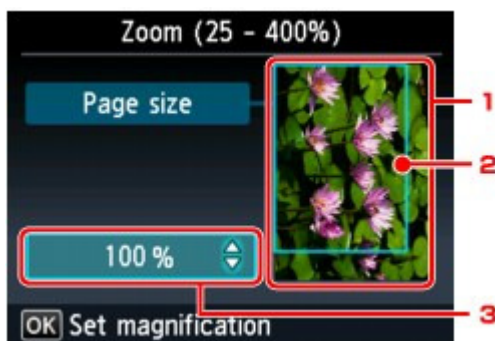 Zoom (25 - 400%)
Page size
1
2
100 %
3
OK Set magnification